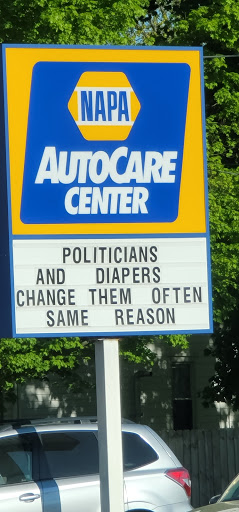 NAPA
AUTOCARE
CENTER
POLITICIANS
AND DIAPERS
CHANGE THEM OFTEN
SAME REASON